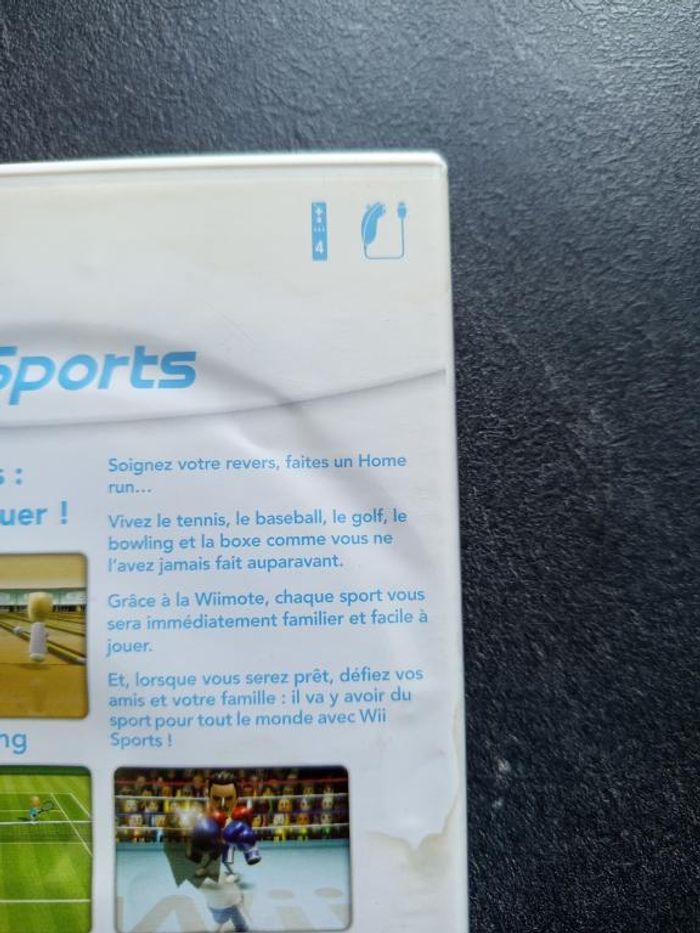 4
Sports
s :
uer !
Soignez votre revers, faites un Home
run...
Vivez le tennis, le baseball, le golf, le
bowling et la boxe comme vous ne
l'avez jamais fait auparavant.
Grâce à la Wiimote, chaque sport vous
sera immédiatement familier et facile à
jouer.
Et, lorsque vous serez prêt, défiez vos
amis et votre famille : il va y avoir du
sport pour tout le monde avec Wii
Sports !
ng
Wii